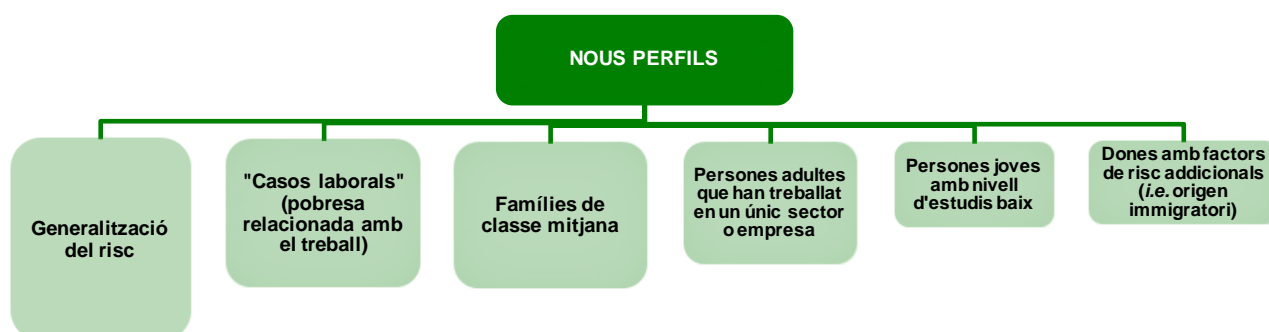 NOUS PERFILS
Generalització
del risc
"Casos laborals"
(pobresa
relacionada amb
el treball)
Famílies de
classe mitjana
Persones adultes
que han treballat
en un únic sector
o empresa
Persones joves
amb nivell
d'estudis baix
Dones amb factors
de risc addicionals
(i.e. origen
immigratori)